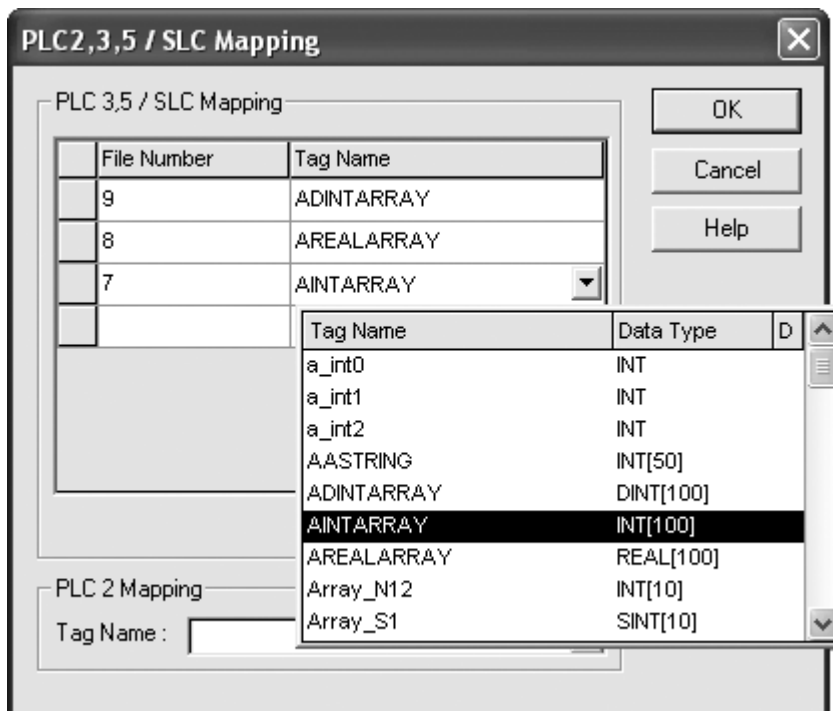 PLC2,3,5 / SLC Mapping
PLC 3,5 / SLC Mapping
OK
File Number Tag Name
Cancel
9 ADINTARRAY
8 AREALARRAY
Help
7 AINTARRAY
Tag Name Data Type D
a_int0 INT
a_int1 INT
a_int2 INT
AASTRING INT[50]
ADINTARRAY DINT[100]
AINTARRAY INT[100]
AREALARRAY REAL[100]
Array_N12 INT[10]
Array_S1 SINT[10]
PLC 2 Mapping
Tag Name :